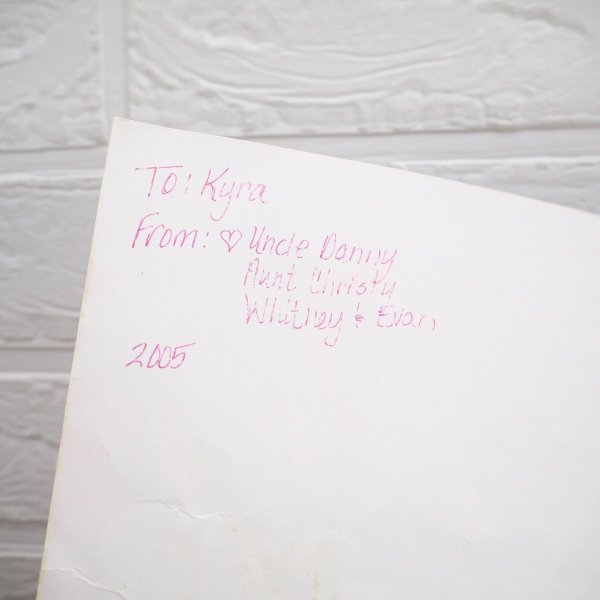 To: Kyra
From: ♡ Uncle Danny
Aunt Christy
Whitney & Evan
2005